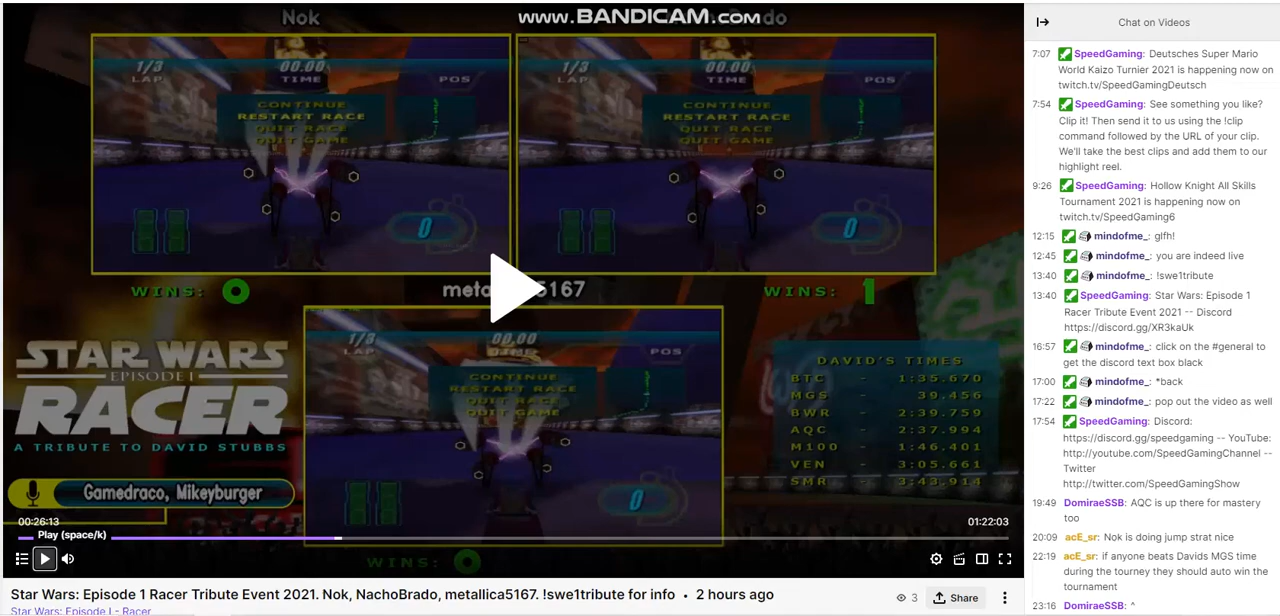 Nok
www.BANDICAM.com
do
1/3
LAP
00.00
TIME
POS
CONTINUE
RESTART RACE
QUIT RACE
QUIT GAME
0
1/3
LAP
00.00
TIME
POS
CONTINUE
RESTART RACE
QUIT RACE
QUIT GAME
0
WINS: 0
WINS: 1
1/3
LAP
00.00
TIME
POS
CONTINUE
RESTART RACE
QUIT RACE
QUIT GAME
0
WINS: 0
STAR WARS
EPISODE I
RACER
A TRIBUTE TO DAVID STUBBS
Gamedraco, Mikeyburger
DAVID'S TIMES
BTC - 1:35.670
MGS - 39.456
BWR - 2:39.759
AQC - 2:37.994
M100 - 1:46.401
VEN - 3:05.661
SMR - 3:43.914
00:26:13
01:22:03
Play (space/k)
Star Wars: Episode 1 Racer Tribute Event 2021. Nok, NachoBrindo, metallica5167. !swe1tribute for info • 2 hours ago
3
Share
Star Wars: Episode I - Racer
Chat on Videos
7:07 SpeedGaming: Deutsches Super Mario
World Kaizo Turnier 2021 is happening now on
twitch.tv/SpeedGamingDeutsch
7:54 SpeedGaming: See something you like?
Clip it! Then send it to us using the !clip
command followed by the URL of your clip.
We'll take the best clips and add them to our
highlight reel.
9:26 SpeedGaming: Hollow Knight All Skills
Tournament 2021 is happening now on
twitch.tv/SpeedGaming6
12:15 mindofme_: glfh!
12:45 mindofme_: you are indeed live
13:40 mindofme_: !swe1tribute
13:40 SpeedGaming: Star Wars: Episode 1
Racer Tribute Event 2021 -- Discord
https://discord.gg/XR3kaUk
16:57 mindofme_: click on the #general to
get the discord text box black
17:00 mindofme_: *back
17:22 mindofme_: pop out the video as well
17:54 SpeedGaming: Discord:
https://discord.gg/speedgaming -- YouTube:
http://youtube.com/SpeedGamingChannel --
Twitter
http://twitter.com/SpeedGamingShow
19:49 DomiraeSSB: AQC is up there for mastery
too
20:09 acE_sr: Nok is doing jump strat nice
22:19 acE_sr: if anyone beats Davids MGS time
during the tourney they should auto win the
tournament
23:16 DomiraeSSB: ^